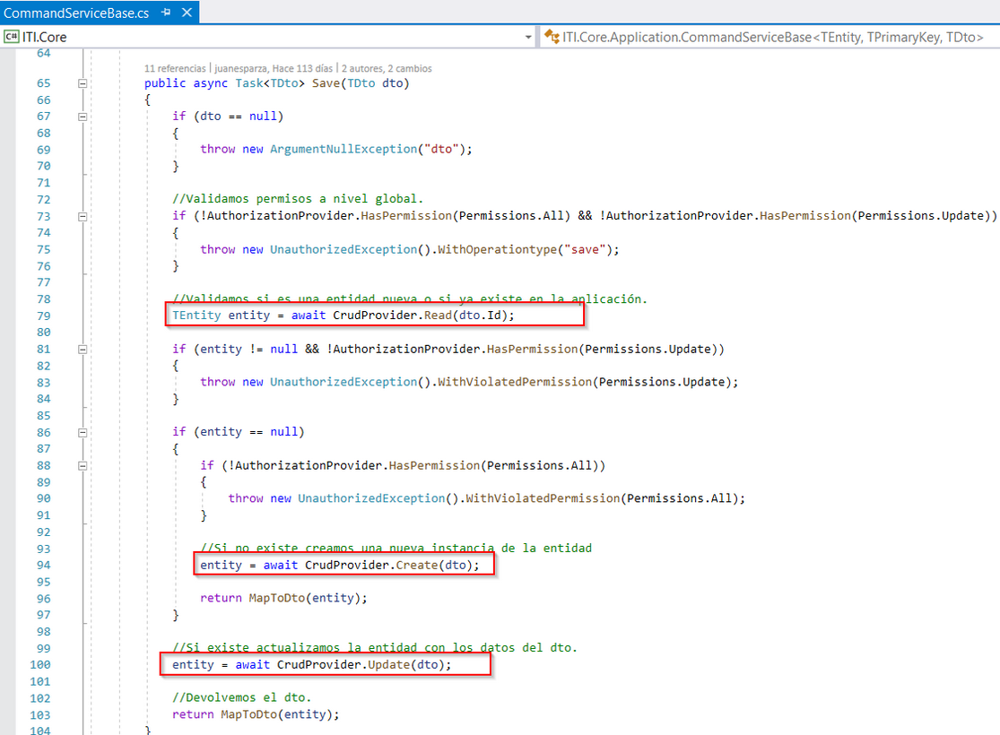 CommandServiceBase.cs
C# ITI.Core
ITI.Core.Application.CommandServiceBase<TEntity, TPrimaryKey, TDto>
64
11 referencias | juanesparza, Hace 113 días | 2 autores, 2 cambios
65 public async Task<TDto> Save(TDto dto)
66 {
67 if (dto == null)
68 {
69 throw new ArgumentNullException("dto");
70 }
71
72 //Validamos permisos a nivel global.
73 if (!AuthorizationProvider.HasPermission(Permissions.All) && !AuthorizationProvider.HasPermission(Permissions.Update))
74 {
75 throw new UnauthorizedException().WithOperationtype("save");
76 }
77
78 //Validamos si es una entidad nueva o si ya existe en la aplicación.
79 TEntity entity = await CrudProvider.Read(dto.Id);
80
81 if (entity != null && !AuthorizationProvider.HasPermission(Permissions.Update))
82 {
83 throw new UnauthorizedException().WithViolatedPermission(Permissions.Update);
84 }
85
86 if (entity == null)
87 {
88 if (!AuthorizationProvider.HasPermission(Permissions.All))
89 {
90 throw new UnauthorizedException().WithViolatedPermission(Permissions.All);
91 }
92
93 //Si no existe creamos una nueva instancia de la entidad
94 entity = await CrudProvider.Create(dto);
95
96 return MapToDto(entity);
97 }
98
99 //Si existe actualizamos la entidad con los datos del dto.
100 entity = await CrudProvider.Update(dto);
101
102 //Devolvemos el dto.
103 return MapToDto(entity);
104 }